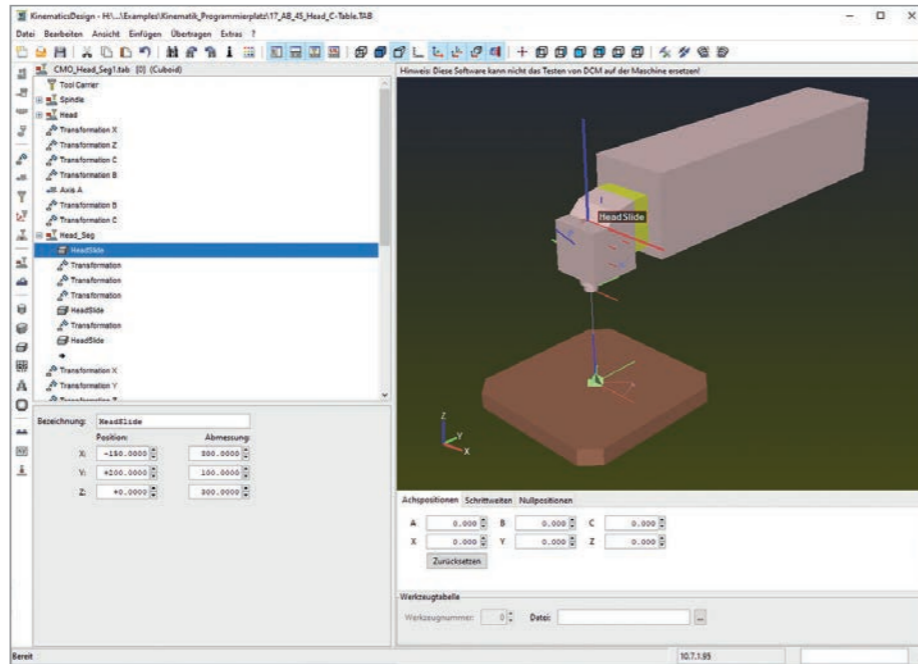 KinematicsDesign - H:\...\Examples\Kinematik_Programmierplatz\17_AB_45_Head_C-Table.TAB
Datei Bearbeiten Ansicht Einfügen Übertragen Extras ?
CMO_Head_Seg1.tab [0] (Cuboid)
Tool Carrier
Spindle
Head
Transformation X
Transformation Z
Transformation C
Transformation B
Axis A
Transformation B
Transformation C
Head_Seg
HeadSlide
Transformation
Transformation
Transformation
HeadSlide
Transformation
HeadSlide
Transformation X
Transformation Y
Transformation Z
Bezeichnung: HeadSlide
Position: Abmessung:
X: -150.0000 300.0000
Y: +200.0000 100.0000
Z: +0.0000 300.0000
Hinweis: Diese Software kann nicht das Testen von DCM auf der Maschine ersetzen!
HeadSlide
Z
Y
X
Achspositionen Schrittweiten Nullpositionen
A 0.000 B 0.000 C 0.000
X 0.000 Y 0.000 Z 0.000
Zurücksetzen
Werkzeugtabelle
Werkzeugnummer: 0 Datei: ...
Bereit 10.7.1.95